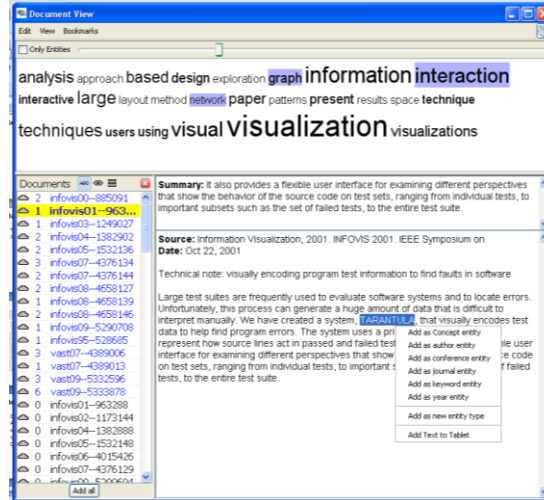 Document View
Edit View Bookmarks
Only Entities
analysis approach based design exploration graph information interaction
interactive large layout method network paper patterns present results space technique
techniques users using visual visualization visualizations
Documents
2 infovis00--885091
1 infovis01--963...
1 infovis03--1249027
2 infovis04--1382902
2 infovis05--1532136
3 infovis07--4376134
2 infovis07--4376144
2 infovis08--4658127
1 infovis08--4658139
2 infovis08--4658146
1 infovis09--5290708
1 infovis95--528685
3 vast07--4389006
1 vast07--4389013
3 vast09--5332596
6 vast09--5333878
0 infovis01--963288
0 infovis02--1173144
0 infovis04--1382888
0 infovis05--1532148
0 infovis06--4015426
0 infovis07--4376129
Add all
Summary: It also provides a flexible user interface for examining different perspectives
that show the behavior of the source code on test sets, ranging from individual tests, to
important subsets such as the set of failed tests, to the entire test suite.
Source: Information Visualization, 2001. INFOVIS 2001. IEEE Symposium on
Date: Oct 22, 2001
Technical note: visually encoding program test information to find faults in software
Large test suites are frequently used to evaluate software systems and to locate errors.
Unfortunately, this process can generate a huge amount of data that is difficult to
interpret manually. We have created a system, TARANTULA, that visually encodes test
data to help find program errors. The system uses a pri
represent how source lines act in passed and failed test le user
interface for examining different perspectives that show ce code
on test sets, ranging from individual tests, to important s f failed
tests, to the entire test suite.
Add as Concept entity
Add as author entity
Add as conference entity
Add as journal entity
Add as keyword entity
Add as year entity
Add as new entity type
Add Text to Tablet